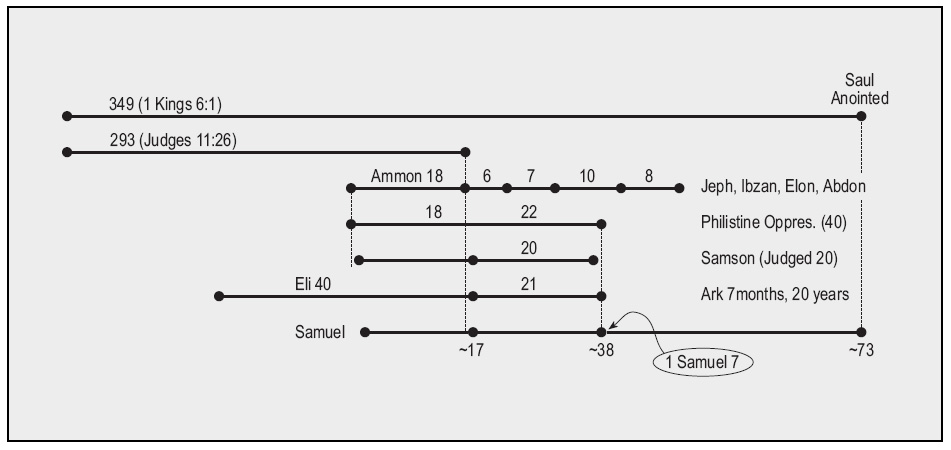 Saul
Anointed
349 (1 Kings 6:1)
293 (Judges 11:26)
Ammon 18 6 7 10 8 Jeph, Ibzan, Elon, Abdon
18 22 Philistine Oppres. (40)
20 Samson (Judged 20)
Eli 40 21 Ark 7months, 20 years
Samuel
~17 ~38 ~73
1 Samuel 7